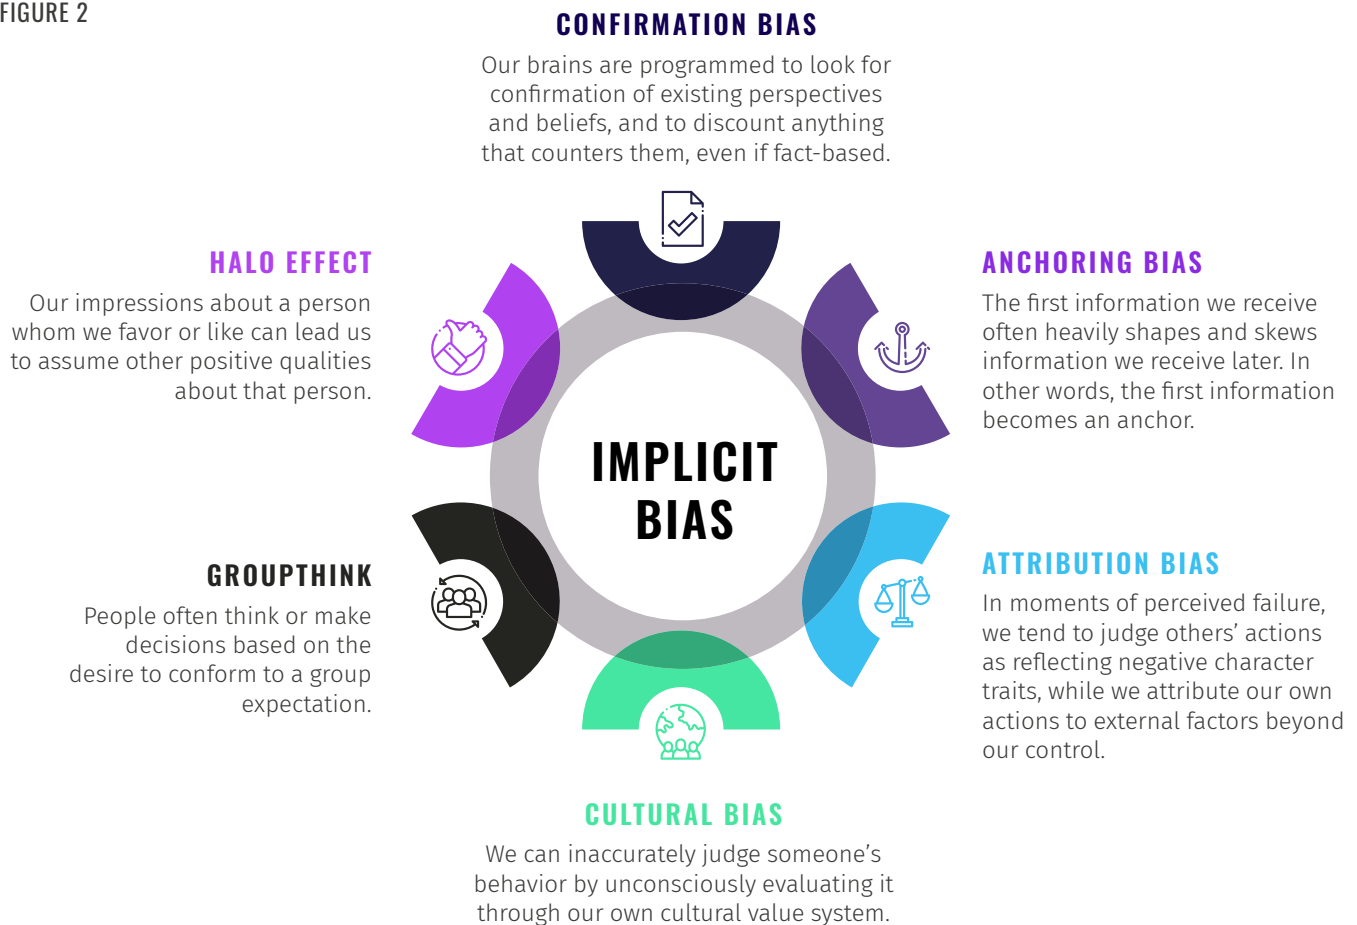 FIGURE 2
CONFIRMATION BIAS
Our brains are programmed to look for
confirmation of existing perspectives
and beliefs, and to discount anything
that counters them, even if fact-based.
HALO EFFECT
Our impressions about a person
whom we favor or like can lead us
to assume other positive qualities
about that person.
ANCHORING BIAS
The first information we receive
often heavily shapes and skews
information we receive later. In
other words, the first information
becomes an anchor.
IMPLICIT
BIAS
GROUPTHINK
People often think or make
decisions based on the
desire to conform to a group
expectation.
ATTRIBUTION BIAS
In moments of perceived failure,
we tend to judge others’ actions
as reflecting negative character
traits, while we attribute our own
actions to external factors beyond
our control.
CULTURAL BIAS
We can inaccurately judge someone’s
behavior by unconsciously evaluating it
through our own cultural value system.